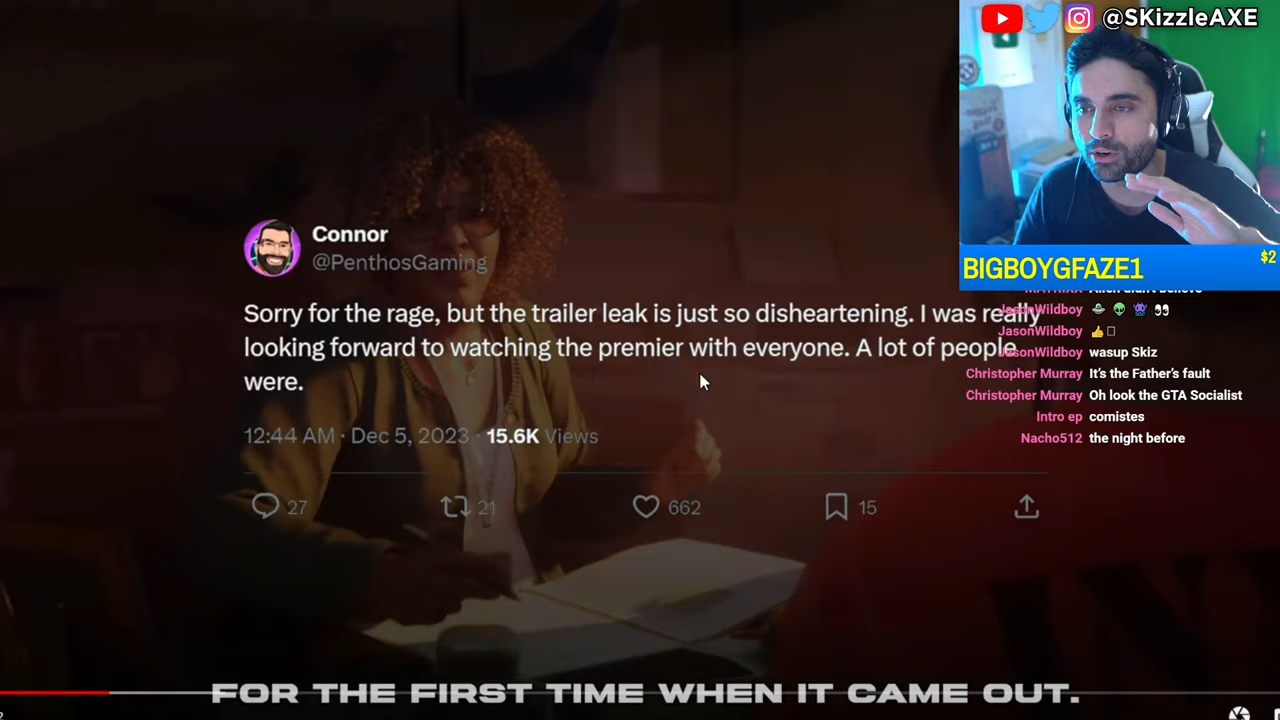 @SKizzleAXE
BIGBOYGFAZE1
$2
Connor
@PenthosGaming
Sorry for the rage, but the trailer leak is just so disheartening. I was really
looking forward to watching the premier with everyone. A lot of people
were.
12:44 AM · Dec 5, 2023 · 15.6K Views
27
21
662
15
JasonWildboy 🛸 👽 👾 👀
JasonWildboy 👍
JasonWildboy wasup Skiz
Christopher Murray It's the Father's fault
Christopher Murray Oh look the GTA Socialist
Intro ep comistes
Nacho512 the night before
FOR THE FIRST TIME WHEN IT CAME OUT.